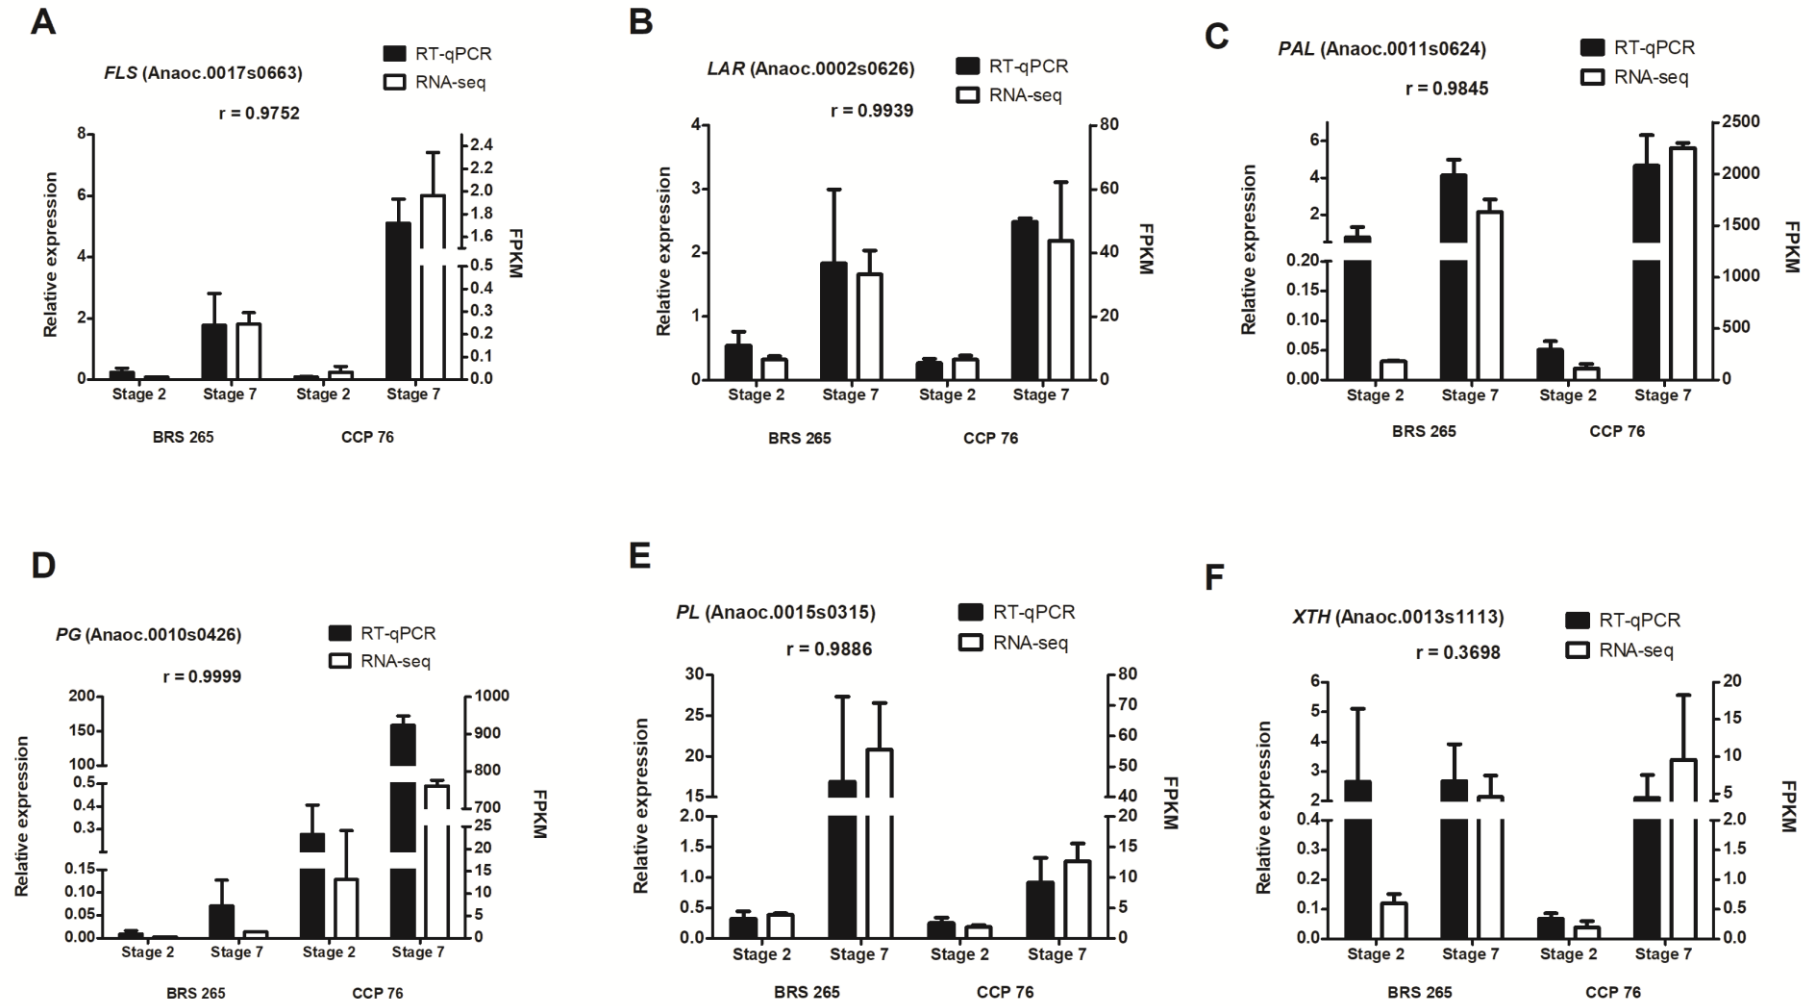 A
FLS (Anaoc.0017s0663)
r = 0.9752
RT-qPCR
RNA-seq
Relative expression
8
6
4
2
0
2.4
2.2
2.0
1.8
1.6
0.5
0.4
0.3
0.2
0.1
0.0
FPKM
Stage 2 Stage 7 Stage 2 Stage 7
BRS 265 CCP 76
B
LAR (Anaoc.0002s0626)
r = 0.9939
RT-qPCR
RNA-seq
Relative expression
4
3
2
1
0
80
60
40
20
0
FPKM
Stage 2 Stage 7 Stage 2 Stage 7
BRS 265 CCP 76
C
PAL (Anaoc.0011s0624)
r = 0.9845
RT-qPCR
RNA-seq
Relative expression
6
4
2
0.20
0.15
0.10
0.05
0.00
2500
2000
1500
1000
500
0
FPKM
Stage 2 Stage 7 Stage 2 Stage 7
BRS 265 CCP 76
D
PG (Anaoc.0010s0426)
r = 0.9999
RT-qPCR
RNA-seq
Relative expression
200
150
100
0.5
0.4
0.3
0.15
0.10
0.05
0.00
1000
900
800
700
25
20
15
10
5
0
FPKM
Stage 2 Stage 7 Stage 2 Stage 7
BRS 265 CCP 76
E
PL (Anaoc.0015s0315)
r = 0.9886
RT-qPCR
RNA-seq
Relative expression
30
25
20
15
2.0
1.5
1.0
0.5
0.0
80
70
60
50
40
20
15
10
5
0
FPKM
Stage 2 Stage 7 Stage 2 Stage 7
BRS 265 CCP 76
F
XTH (Anaoc.0013s1113)
r = 0.3698
RT-qPCR
RNA-seq
Relative expression
6
5
4
3
2
0.4
0.3
0.2
0.1
0.0
20
15
10
5
2.0
1.5
1.0
0.5
0.0
FPKM
Stage 2 Stage 7 Stage 2 Stage 7
BRS 265 CCP 76